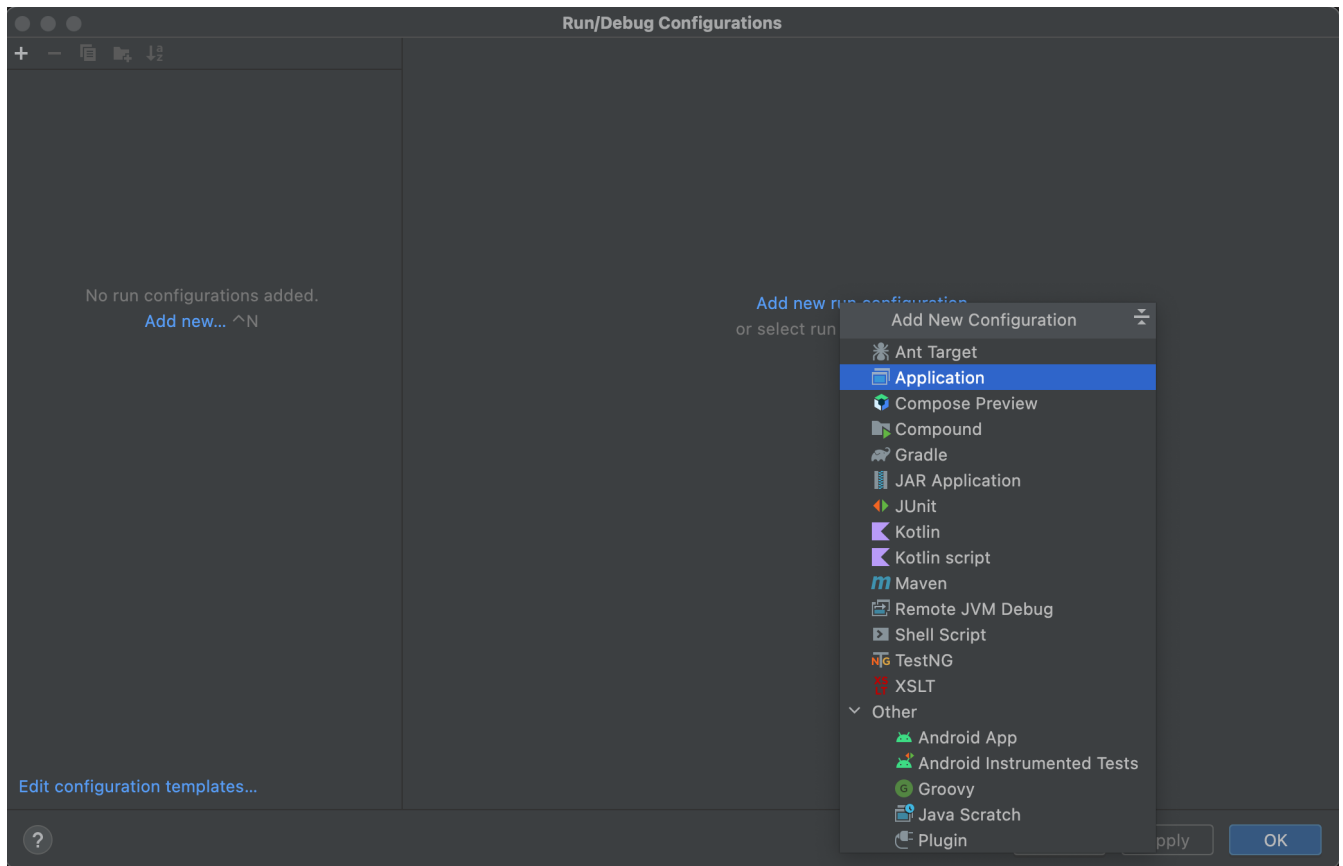 Run/Debug Configurations
No run configurations added.
Add new... ^N
Add new run configuration...
or select run
Add New Configuration
Ant Target
Application
Compose Preview
Compound
Gradle
JAR Application
JUnit
Kotlin
Kotlin script
Maven
Remote JVM Debug
Shell Script
TestNG
XSLT
Other
Android App
Android Instrumented Tests
Groovy
Java Scratch
Plugin
Edit configuration templates...
?
OK